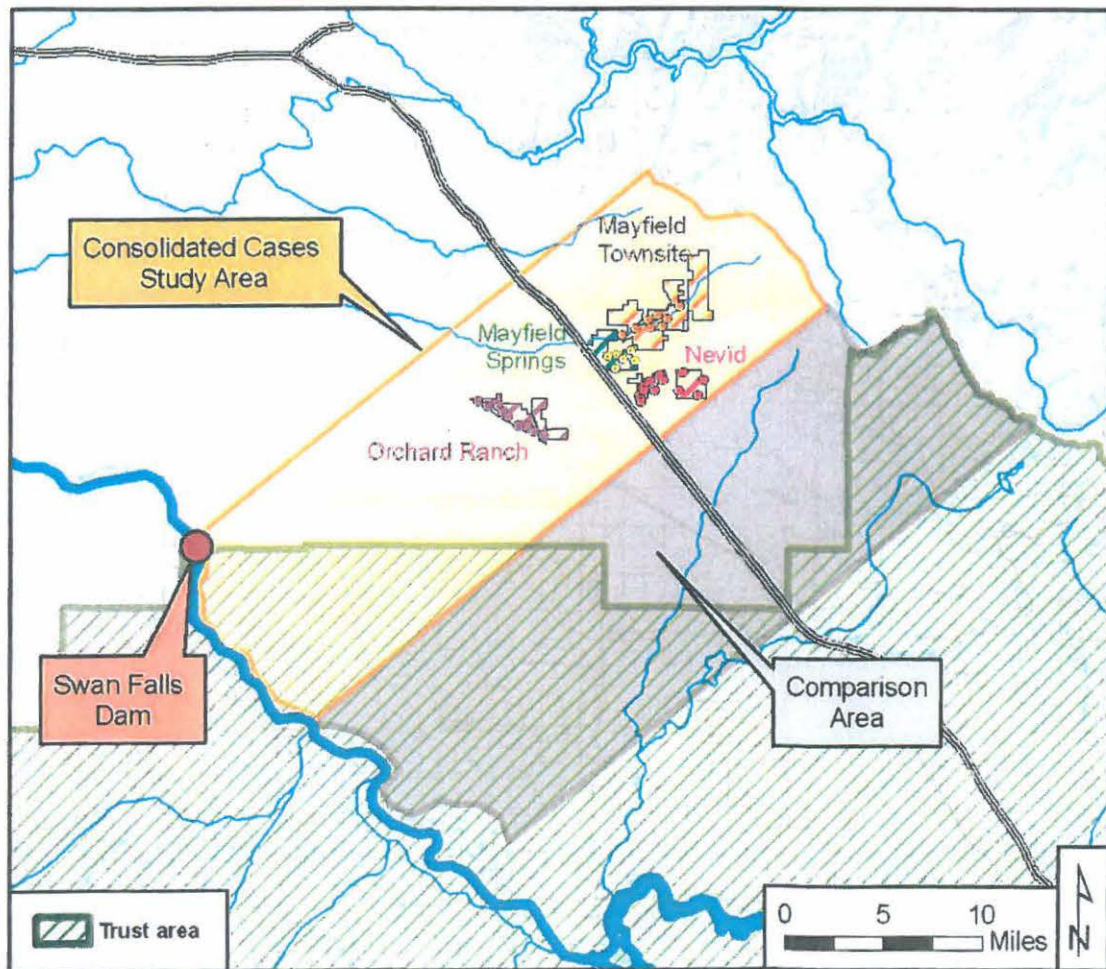 Mayfield
Townsite
Consolidated Cases
Study Area
Mayfield
Springs
Nevid
Orchard Ranch
Swan Falls
Dam
Comparison
Area
Trust area
0 5 10
Miles
N